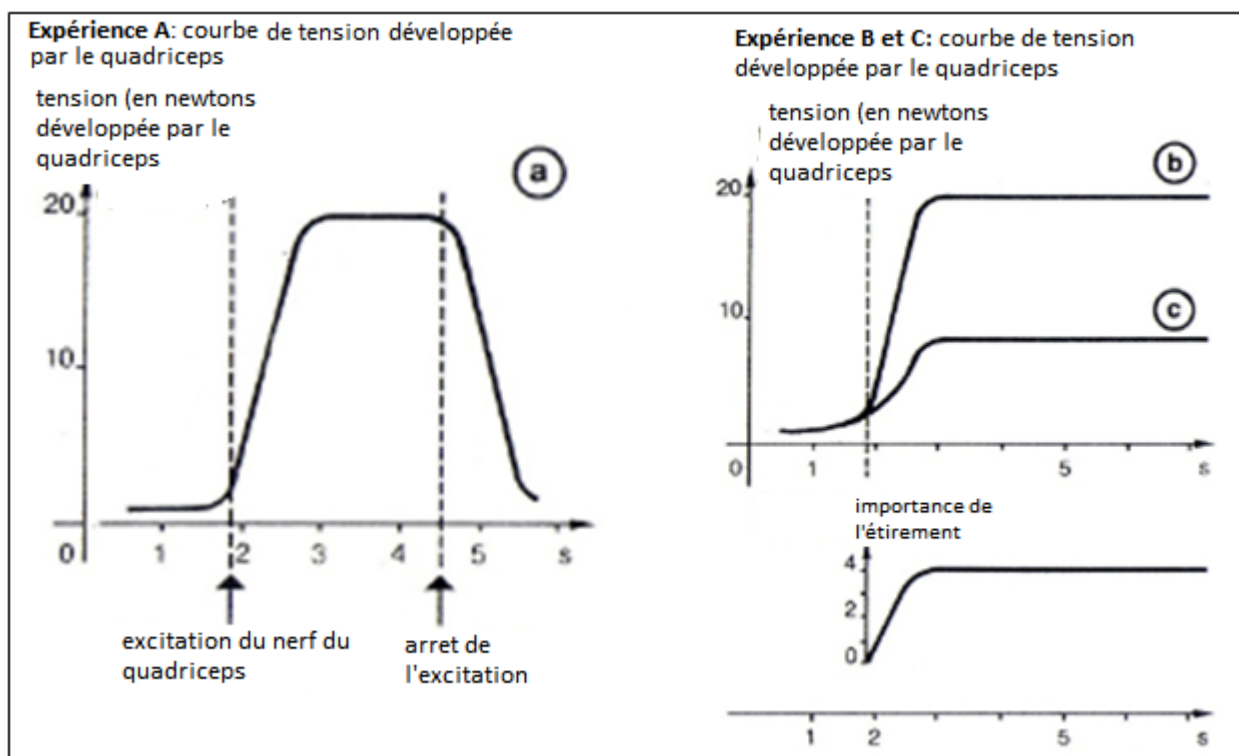 Expérience A: courbe de tension développée
par le quadriceps
tension (en newtons
développée par le
quadriceps
a
20
10
0
1
2
3
4
5
s
excitation du nerf du
quadriceps
arret de
l'excitation
Expérience B et C: courbe de tension
développée par le quadriceps
tension (en newtons
développée par le
quadriceps
b
20
c
10
0
1
2
5
s
importance de
l'étirement
4
2
0
1
2
5
s